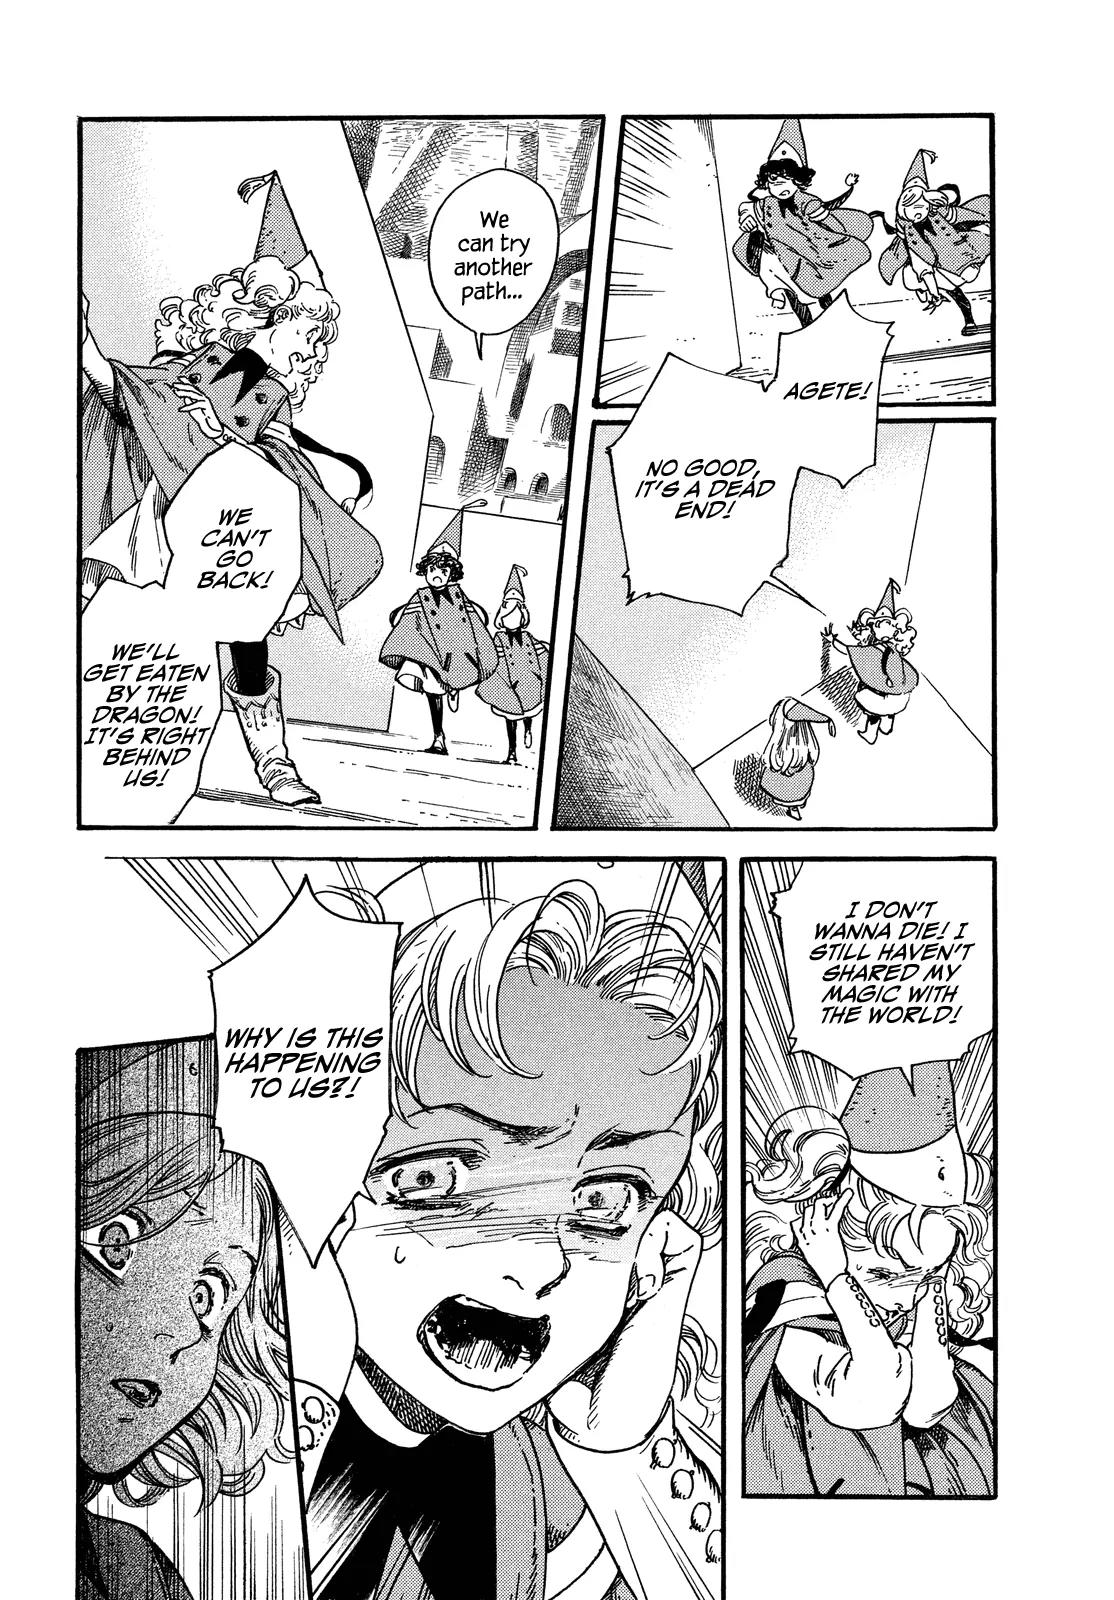 AGETE!
NO GOOD,
IT'S A DEAD
END!
We
can try
another
path...
WE
CAN'T
GO
BACK!
WE'LL
GET EATEN
BY THE
DRAGON!
IT'S RIGHT
BEHIND
US!
I DON'T
WANNA DIE! I
STILL HAVEN'T
SHARED MY
MAGIC WITH
THE WORLD!
WHY IS THIS
HAPPENING
TO US?!